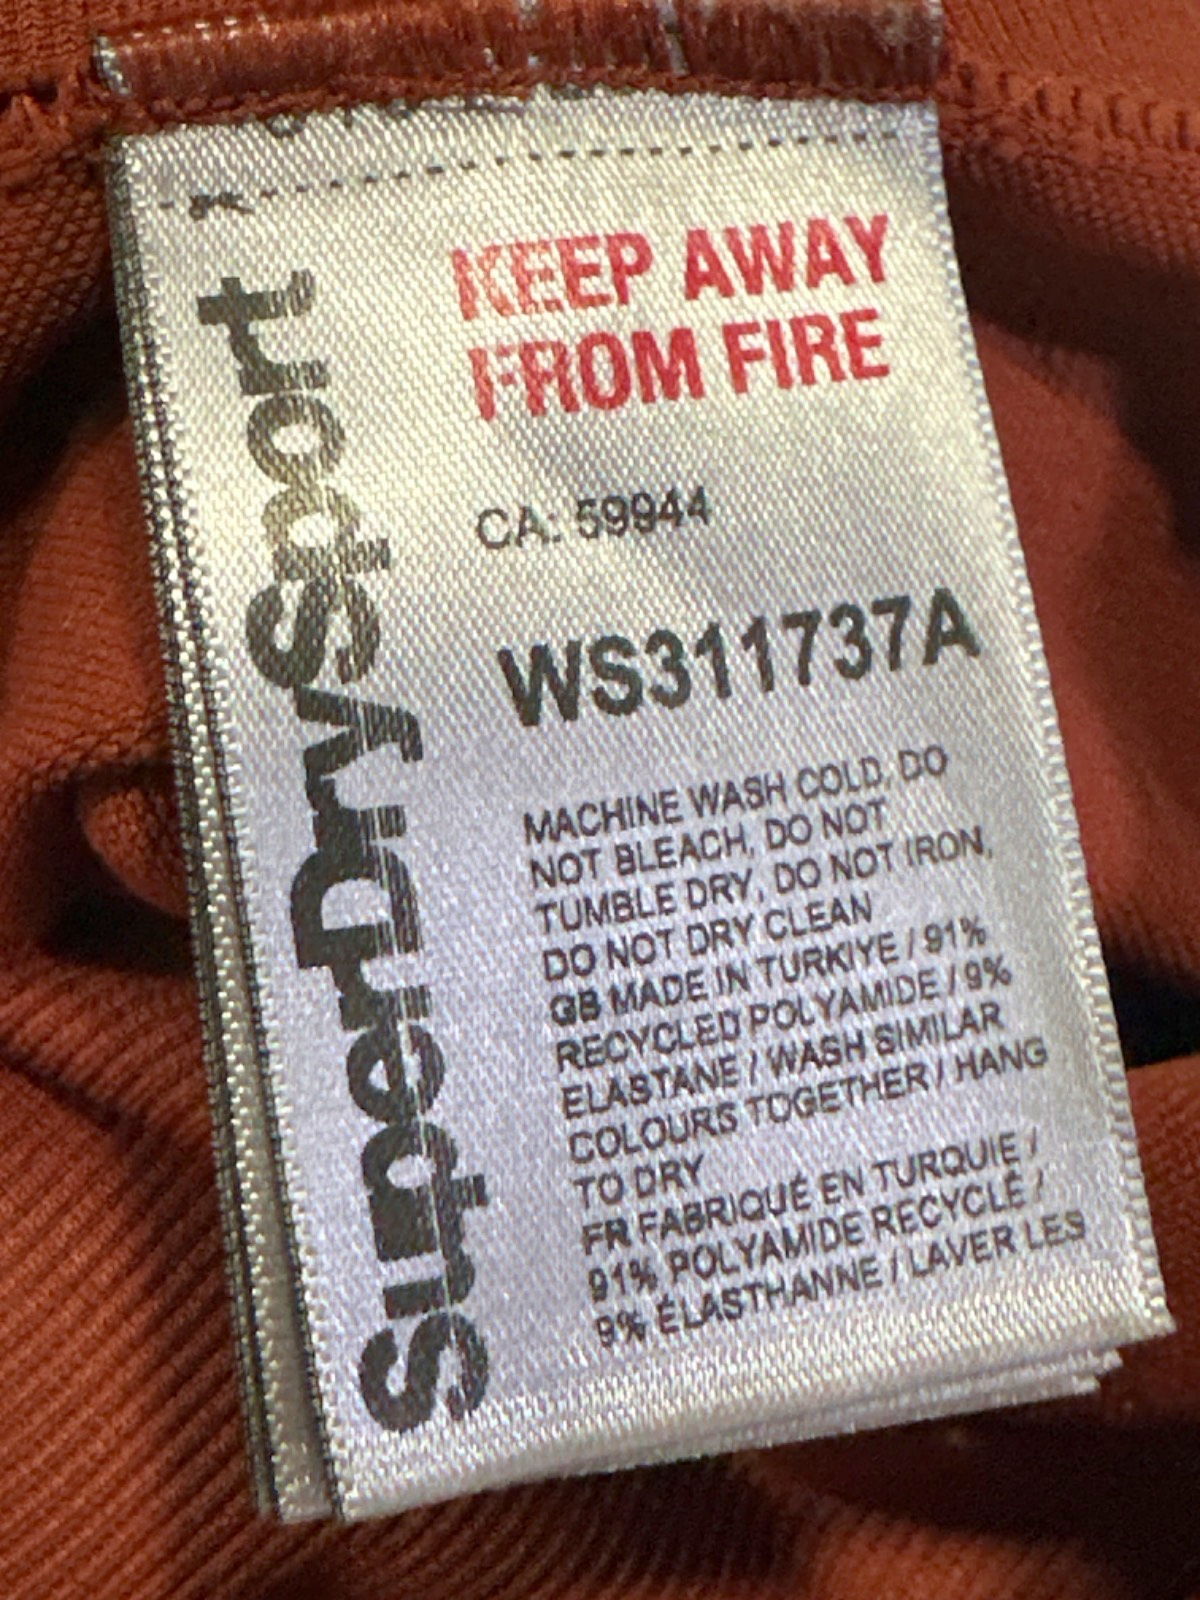 SuperDrySport
KEEP AWAY
FROM FIRE
CA: 59944
WS311737A
MACHINE WASH COLD, DO
NOT BLEACH, DO NOT
TUMBLE DRY, DO NOT IRON,
DO NOT DRY CLEAN
GB MADE IN TURKIYE / 91%
RECYCLED POLYAMIDE / 9%
ELASTANE / WASH SIMILAR
COLOURS TOGETHER / HANG
TO DRY
FR FABRIQUÉ EN TURQUIE /
91% POLYAMIDE RECYCLÉ /
9% ÉLASTHANNE / LAVER LES